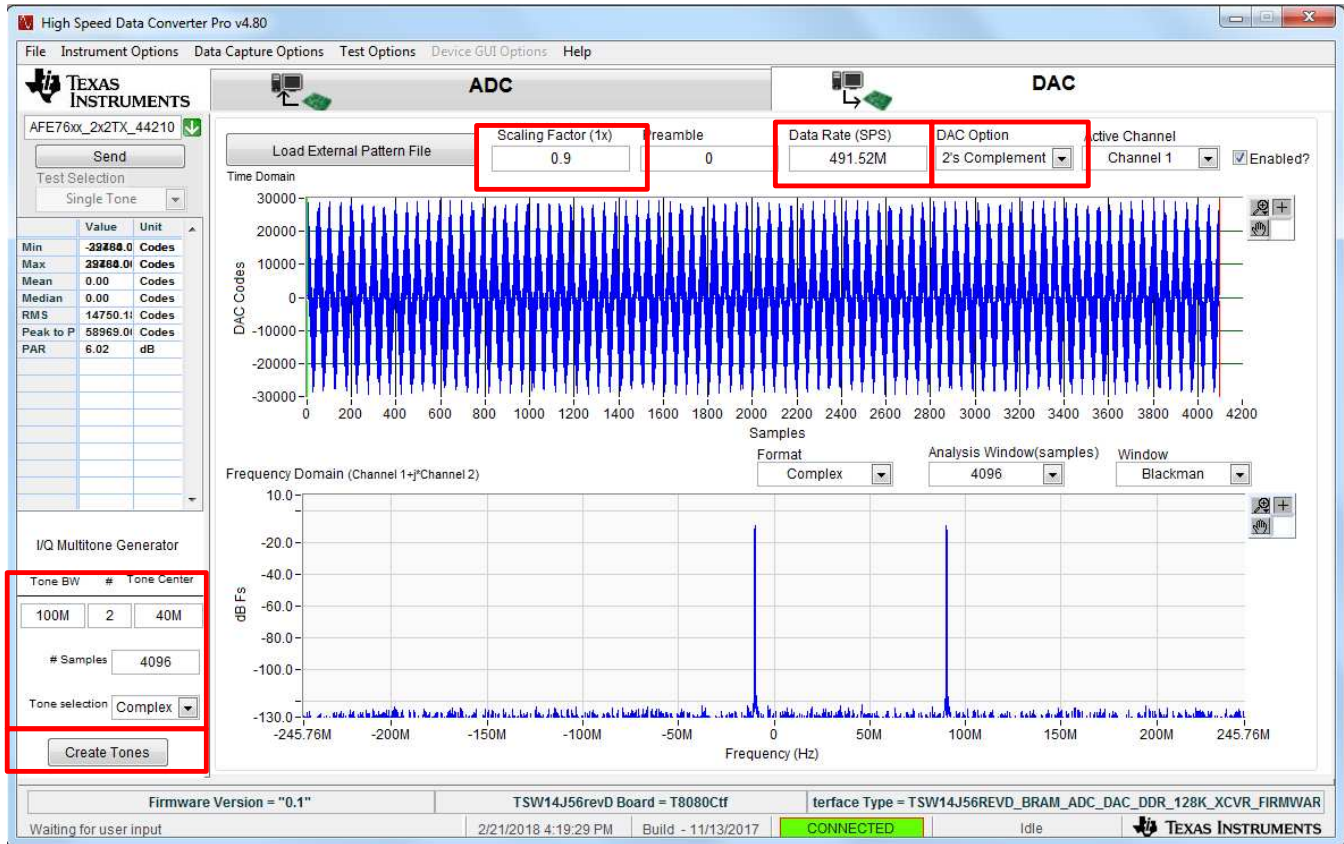 High Speed Data Converter Pro v4.80
File Instrument Options Data Capture Options Test Options Device GUI Options Help
TEXAS INSTRUMENTS
ADC
DAC
AFE76xx_2x2TX_44210
Send
Test Selection
Single Tone
Load External Pattern File
Scaling Factor (1x)
0.9
Preamble
0
Data Rate (SPS)
491.52M
DAC Option
2's Complement
Active Channel
Channel 1
Enabled?
Value Unit
Min Codes
Max Codes
Mean 0.00 Codes
Median 0.00 Codes
RMS 14750.1 Codes
Peak to P 58969.0 Codes
PAR 6.02 dB
Time Domain
DAC Codes
30000
20000
10000
0
-10000
-20000
-30000
0 200 400 600 800 1000 1200 1400 1600 1800 2000 2200 2400 2600 2800 3000 3200 3400 3600 3800 4000 4200
Samples
Format
Complex
Analysis Window(samples)
4096
Window
Blackman
Frequency Domain (Channel 1+j*Channel 2)
dB Fs
10.0
-20.0
-40.0
-60.0
-80.0
-100.0
-130.0
-245.76M -200M -150M -100M -50M 0 50M 100M 150M 200M 245.76M
Frequency (Hz)
I/Q Multitone Generator
Tone BW # Tone Center
100M 2 40M
# Samples 4096
Tone selection Complex
Create Tones
Firmware Version = "0.1"
TSW14J56revD Board = T8080Ctf
terface Type = TSW14J56REVD_BRAM_ADC_DAC_DDR_128K_XCVR_FIRMWAR
Waiting for user input
2/21/2018 4:19:29 PM
Build - 11/13/2017
CONNECTED
Idle
TEXAS INSTRUMENTS